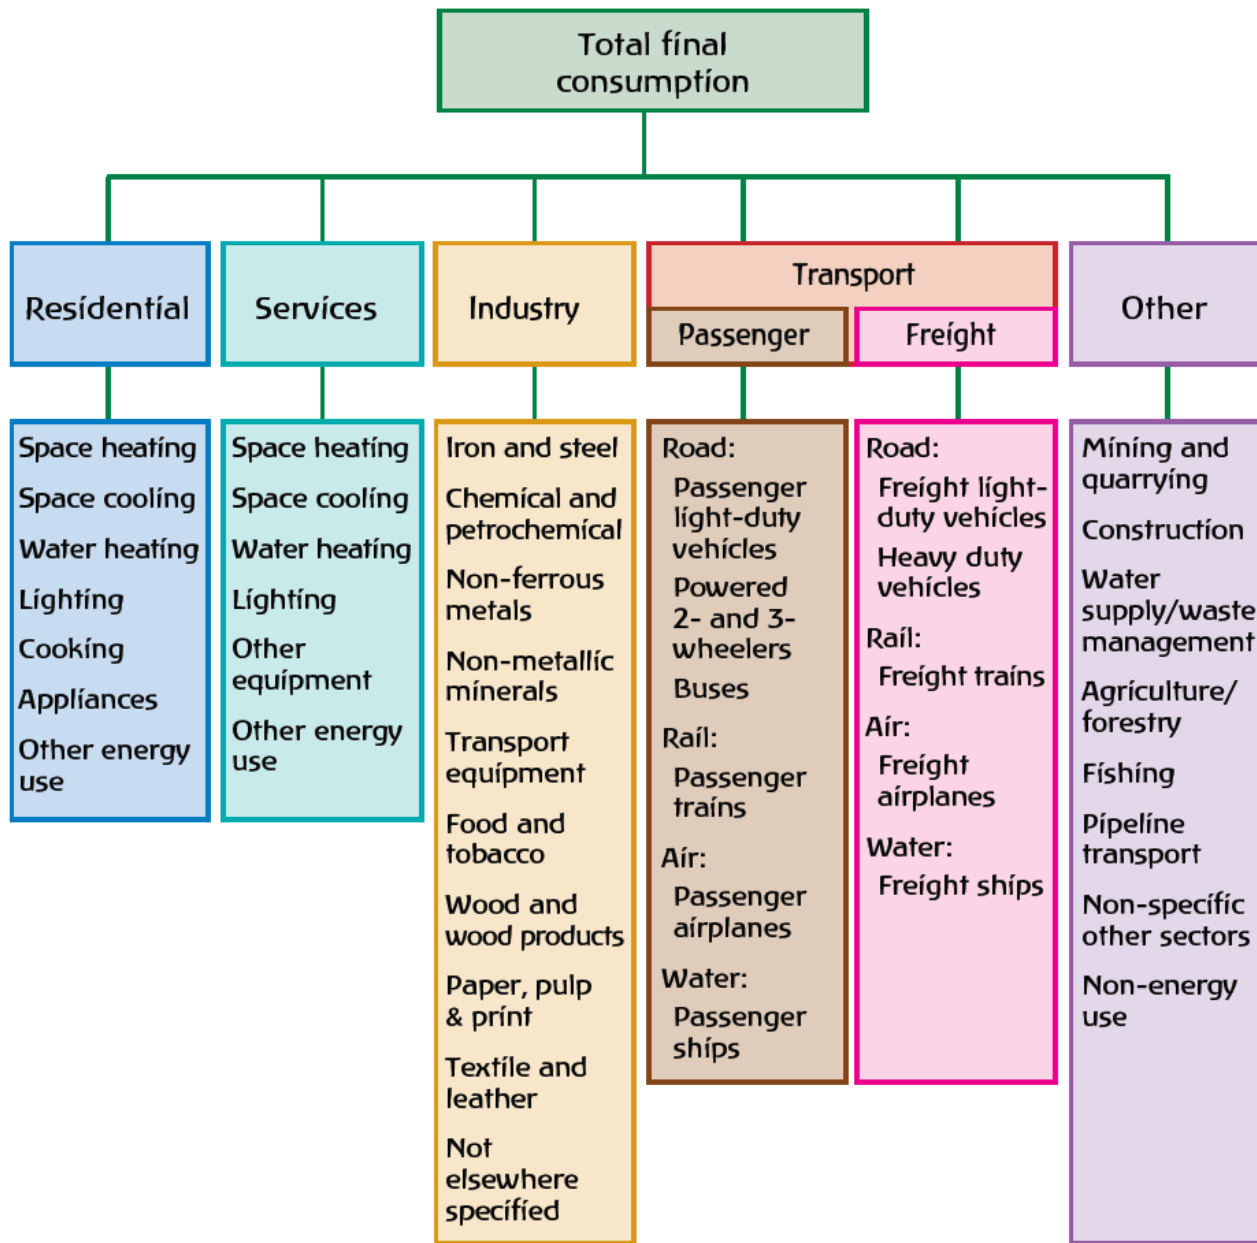 Total final
consumption
Residential
Services
Industry
Transport
Passenger
Freight
Other
Space heating
Space cooling
Water heating
Lighting
Cooking
Appliances
Other energy
use
Space heating
Space cooling
Water heating
Lighting
Other
equipment
Other energy
use
Iron and steel
Chemical and
petrochemical
Non-ferrous
metals
Non-metallic
minerals
Transport
equipment
Food and
tobacco
Wood and
wood products
Paper, pulp
& print
Textile and
leather
Not
elsewhere
specified
Road:
Passenger
light-duty
vehicles
Powered
2- and 3-
wheelers
Buses
Rail:
Passenger
trains
Air:
Passenger
airplanes
Water:
Passenger
ships
Road:
Freight light-
duty vehicles
Heavy duty
vehicles
Rail:
Freight trains
Air:
Freight
airplanes
Water:
Freight ships
Mining and
quarrying
Construction
Water
supply/waste
management
Agriculture/
forestry
Fishing
Pipeline
transport
Non-specific
other sectors
Non-energy
use